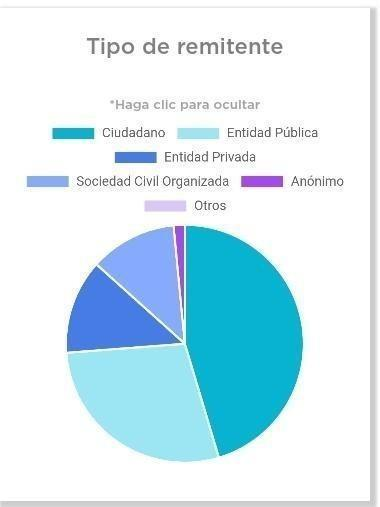 Tipo de remitente
*Haga clic para ocultar
Ciudadano Entidad Pública
Entidad Privada
Sociedad Civil Organizada Anónimo
Otros